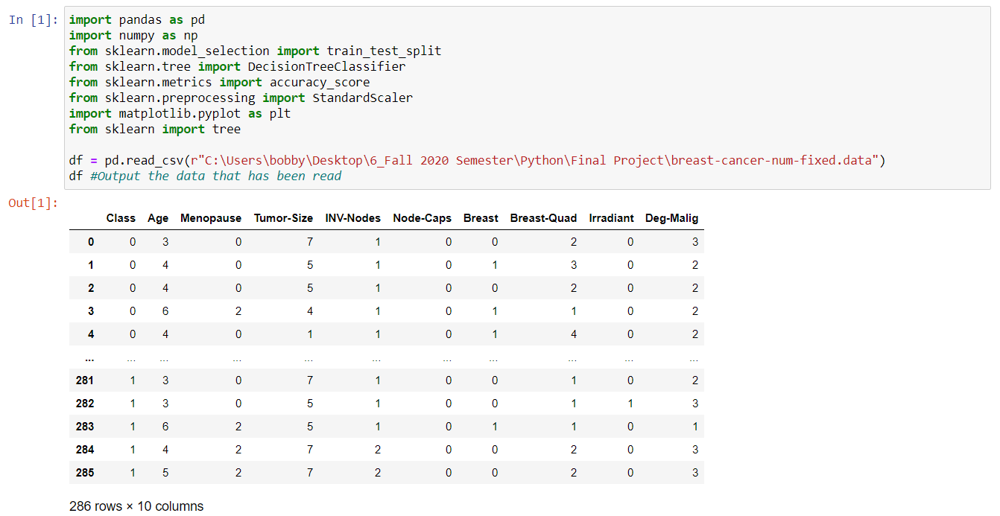 In [1]: import pandas as pd
import numpy as np
from sklearn.model_selection import train_test_split
from sklearn.tree import DecisionTreeClassifier
from sklearn.metrics import accuracy_score
from sklearn.preprocessing import StandardScaler
import matplotlib.pyplot as plt
from sklearn import tree
df = pd.read_csv(r"C:\Users\bobby\Desktop\6_Fall 2020 Semester\Python\Final Project\breast-cancer-num-fixed.data")
df #Output the data that has been read
Out[1]:
Class Age Menopause Tumor-Size INV-Nodes Node-Caps Breast Breast-Quad Irradiant Deg-Malig
0 0 3 0 7 1 0 0 2 0 3
1 0 4 0 5 1 0 1 3 0 2
2 0 4 0 5 1 0 0 2 0 2
3 0 6 2 4 1 0 1 1 0 2
4 0 4 0 1 1 0 1 4 0 2
... ... ... ... ... ... ... ... ... ... ...
281 1 3 0 7 1 0 0 1 0 2
282 1 3 0 5 1 0 0 1 1 3
283 1 6 2 5 1 0 1 1 0 1
284 1 4 2 7 2 0 0 2 0 3
285 1 5 2 7 2 0 0 2 0 3
286 rows × 10 columns